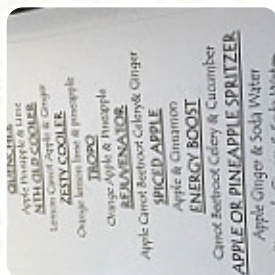 Apple Pineapple & Lime
NTH QLD COOLER
Lemon Carrot Apple & Ginger
ZESTY COOLER
Orange lemon lime & pineapple
TROPO
Orange Apple & Pineapple
REJUVENATOR
Apple Carrot Beetroot Celery & Ginger
SPICED APPLE
Apple & Cinnamon
ENERGY BOOST
Carrot Beetroot Celery & Cucumber
APPLE OR PINEAPPLE SPRITZER
Apple Ginger & Soda Water